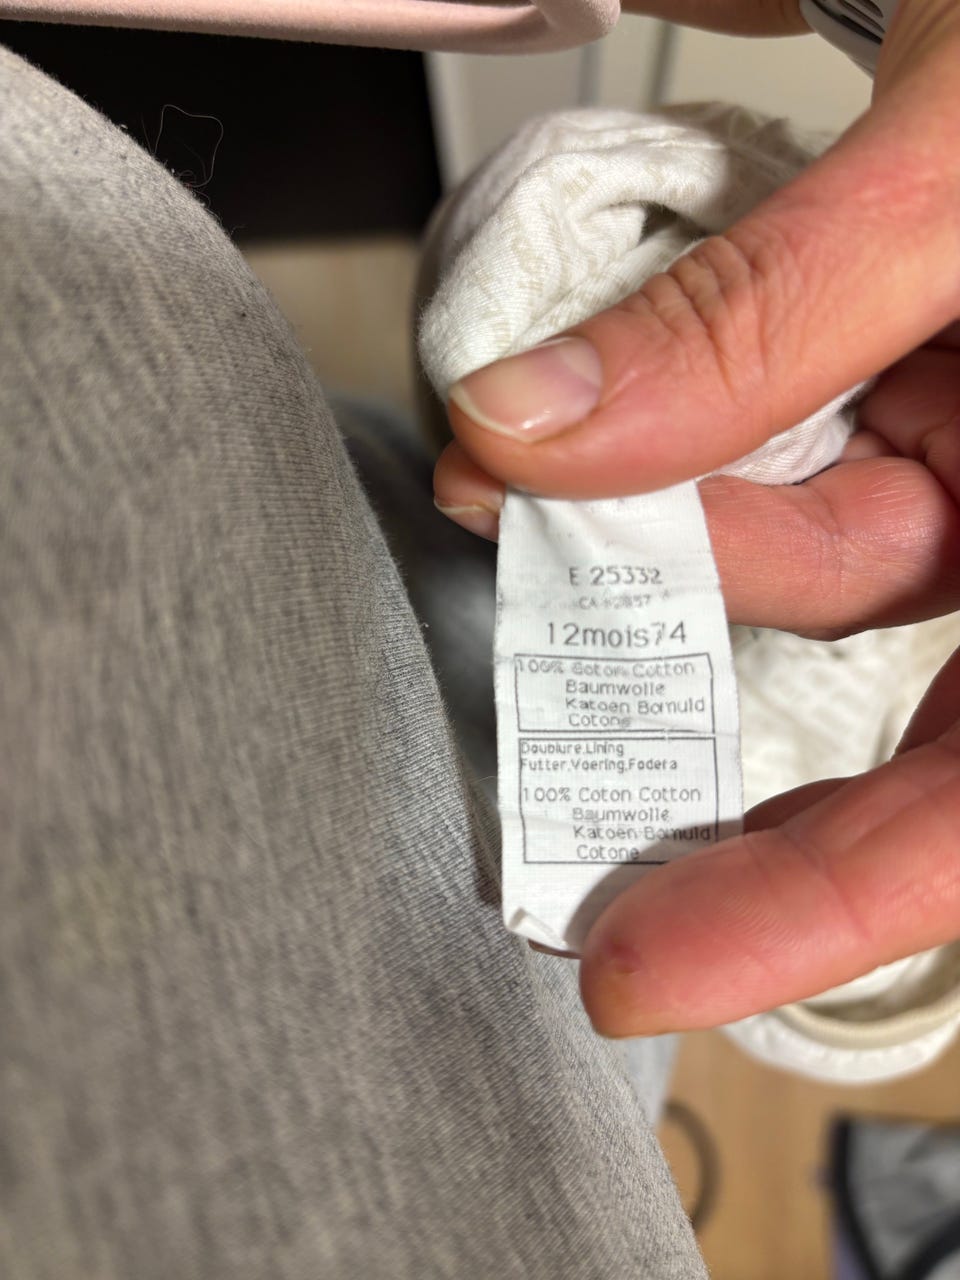 E 25332
CA
12mois74
100% Coton Cotton
Baumwolle
Katoen Bomuld
Cotone
Doublure,Lining
Futter,Voering,Fodera
100% Coton Cotton
Baumwolle
Katoen Bomuld
Cotone